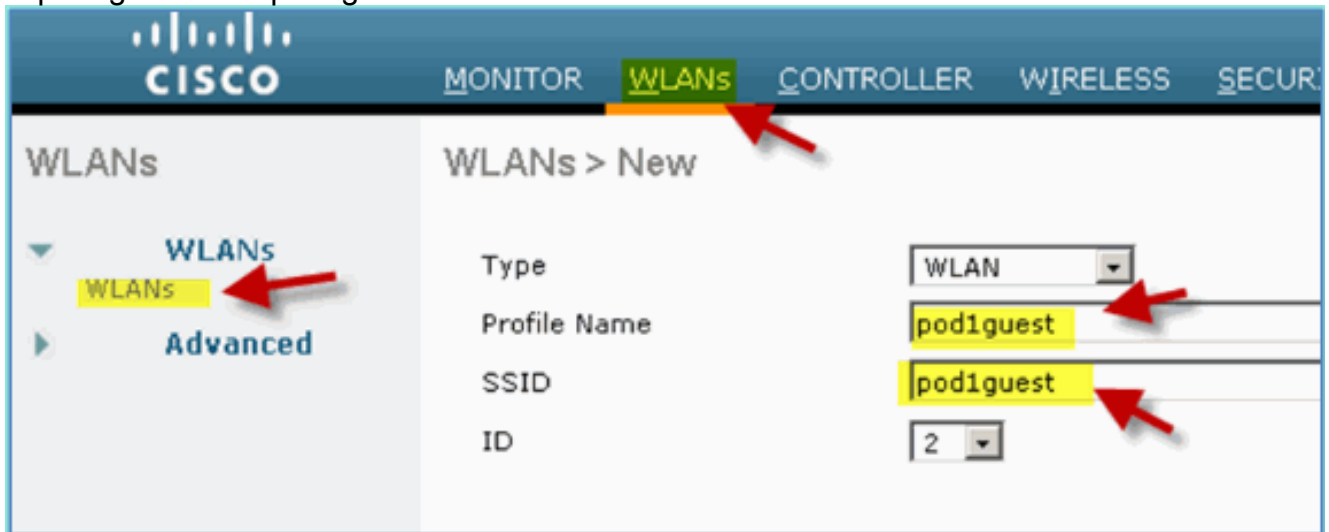 CISCO
MONITOR WLANs CONTROLLER WIRELESS SECUR
WLANs
WLANs > New
WLANs
WLANs
Advanced
Type WLAN
Profile Name pod1guest
SSID pod1guest
ID 2